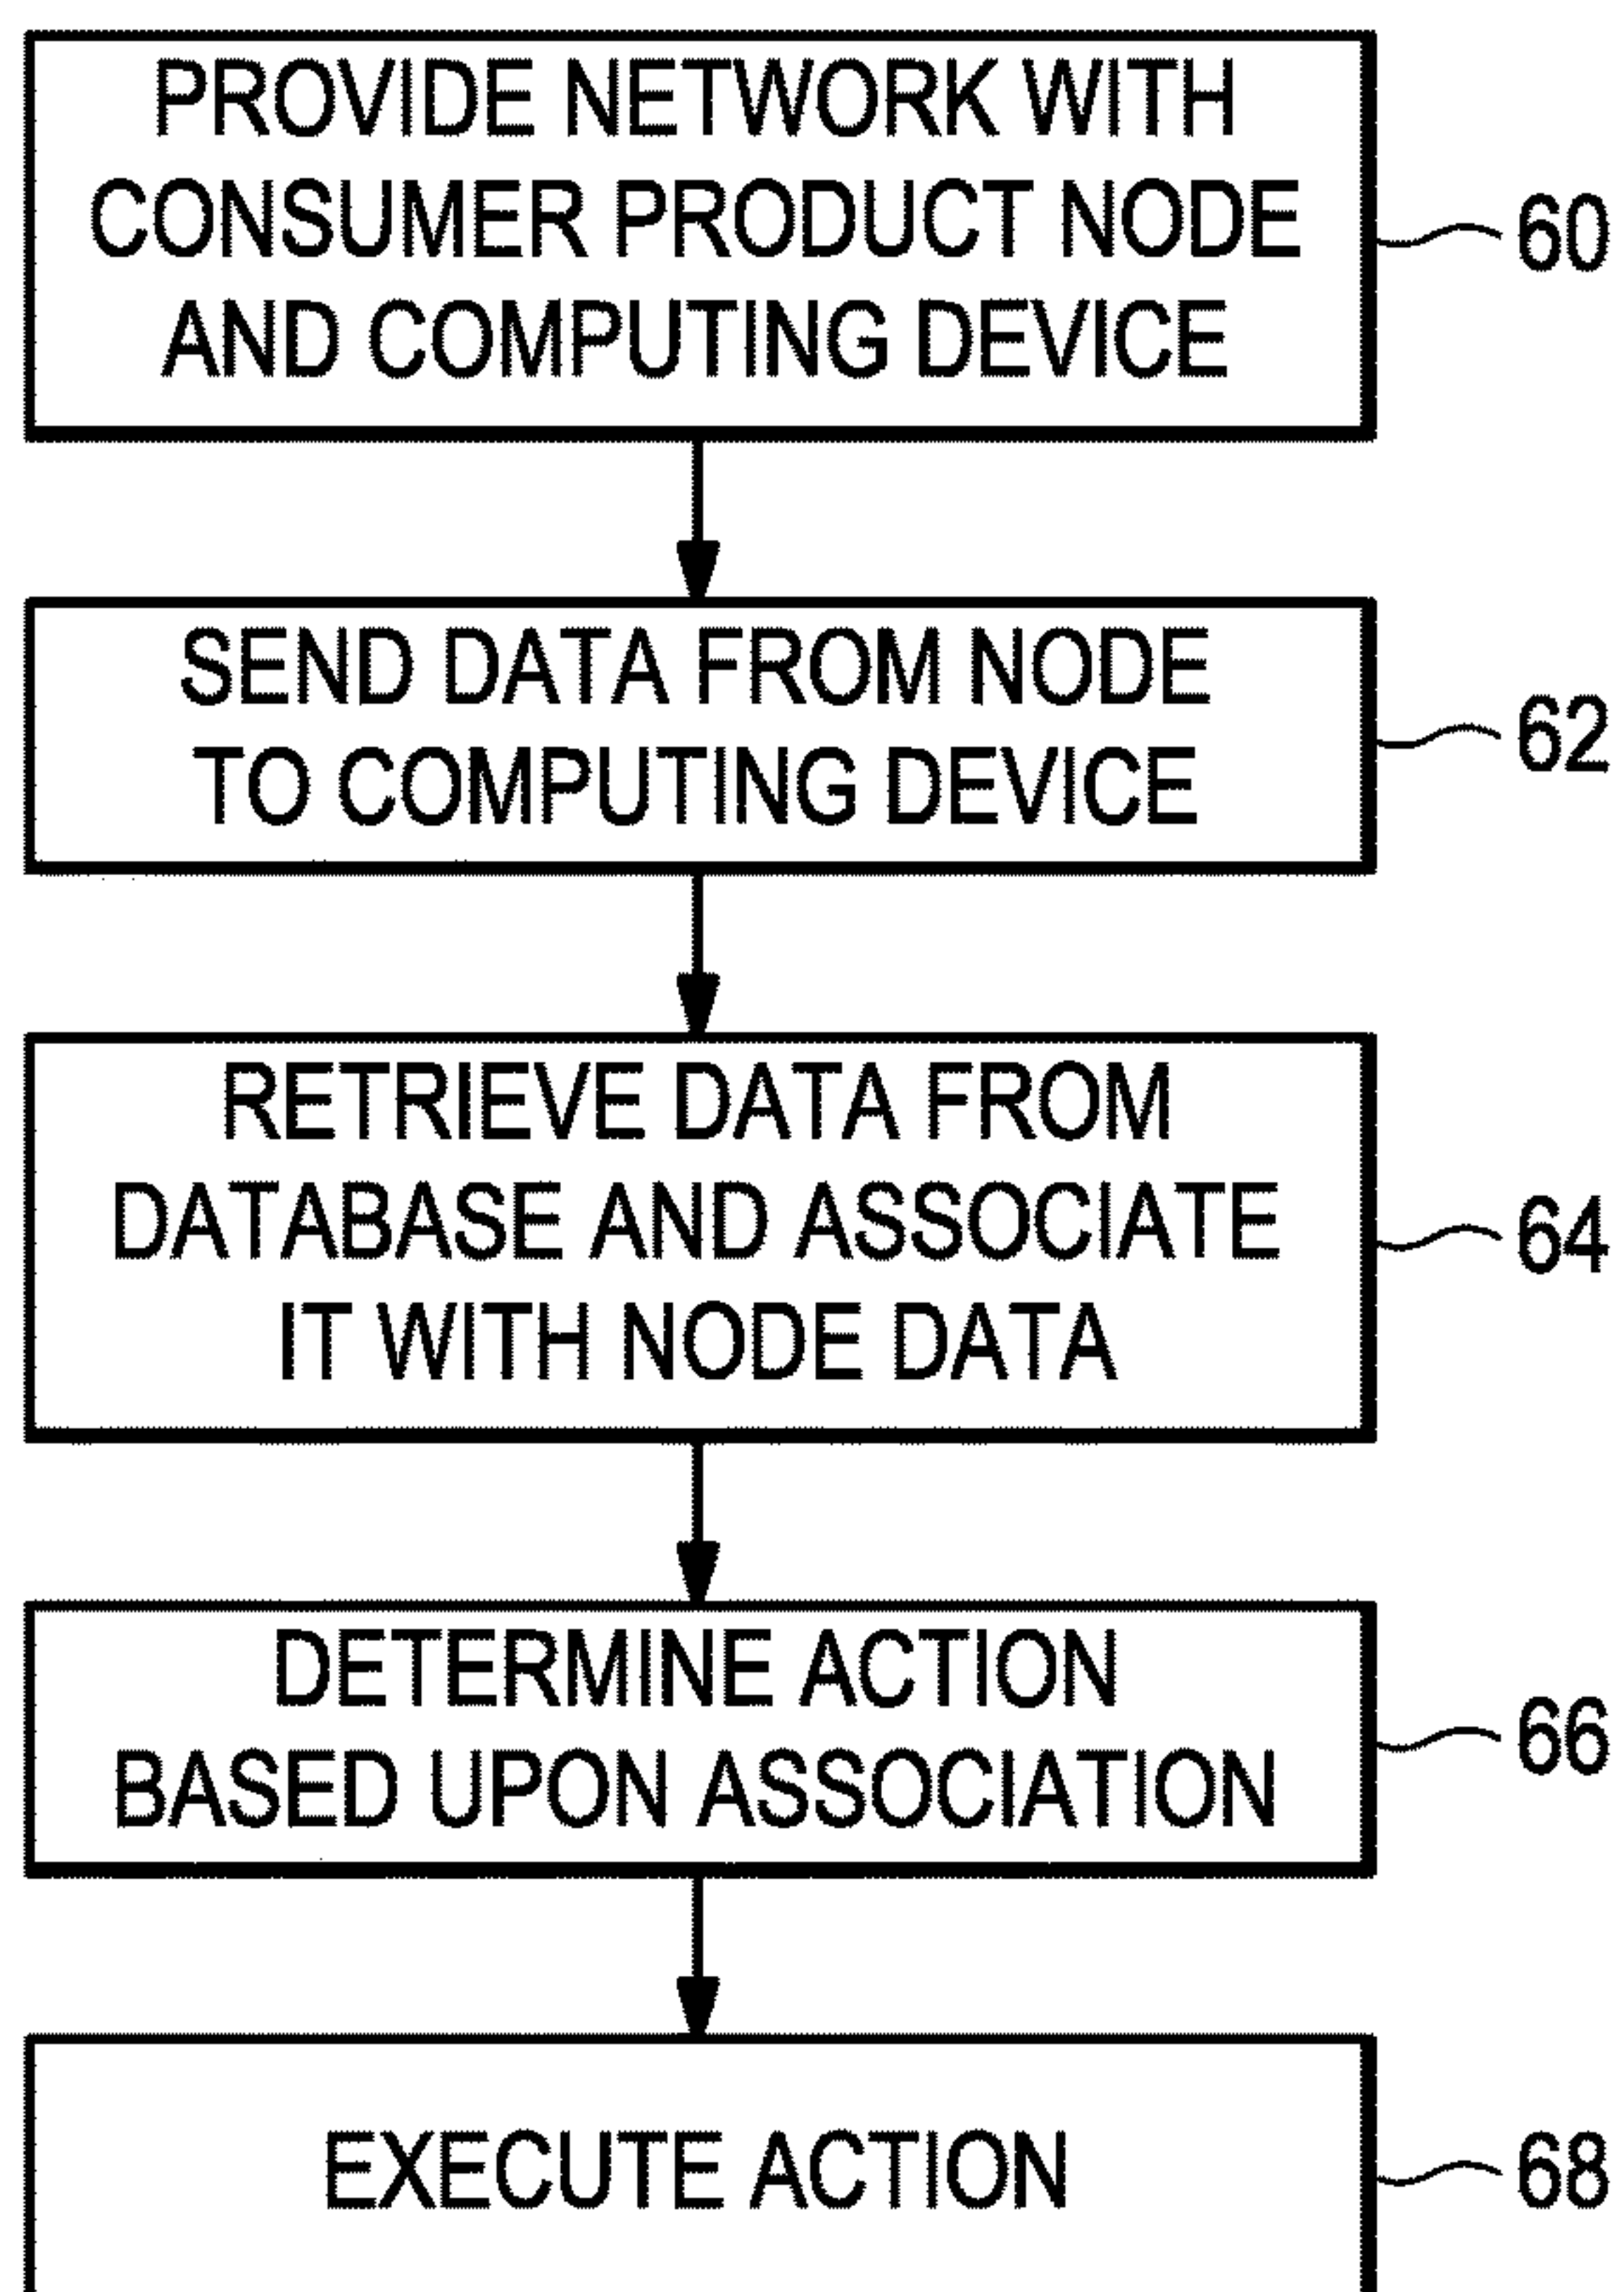 PROVIDE NETWORK WITH
CONSUMER PRODUCT NODE
AND COMPUTING DEVICE
60
SEND DATA FROM NODE
TO COMPUTING DEVICE
62
RETRIEVE DATA FROM
DATABASE AND ASSOCIATE
IT WITH NODE DATA
64
DETERMINE ACTION
BASED UPON ASSOCIATION
66
EXECUTE ACTION
68